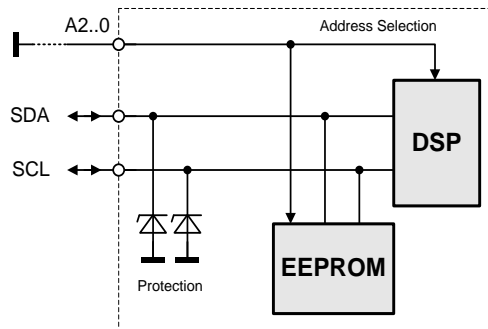 A2..0
Address Selection
SDA
DSP
SCL
EEPROM
Protection